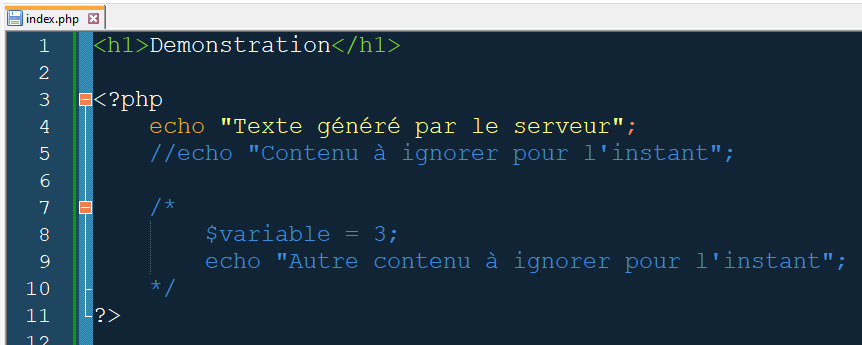 index.php
1 <h1>Demonstration</h1>
2
3 <?php
4 echo "Texte généré par le serveur";
5 //echo "Contenu à ignorer pour l'instant";
6
7 /*
8 $variable = 3;
9 echo "Autre contenu à ignorer pour l'instant";
10 */
11 ?>
12